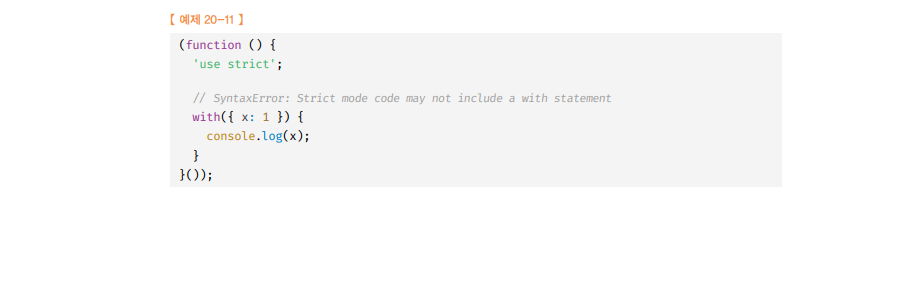 【 예제 20-11 】
(function () {
  'use strict';
  // SyntaxError: Strict mode code may not include a with statement
  with({ x: 1 }) {
    console.log(x);
  }
}());